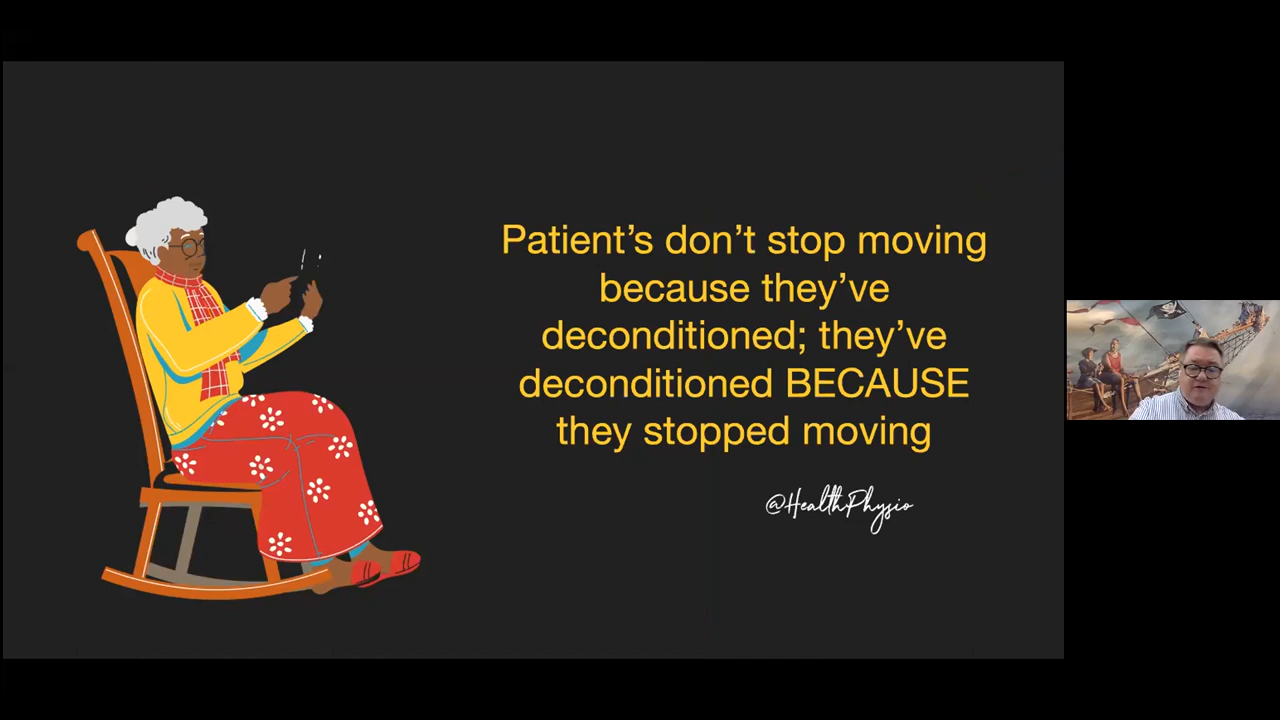 Patient’s don’t stop moving
because they’ve
deconditioned; they’ve
deconditioned BECAUSE
they stopped moving
@HealthPhysio